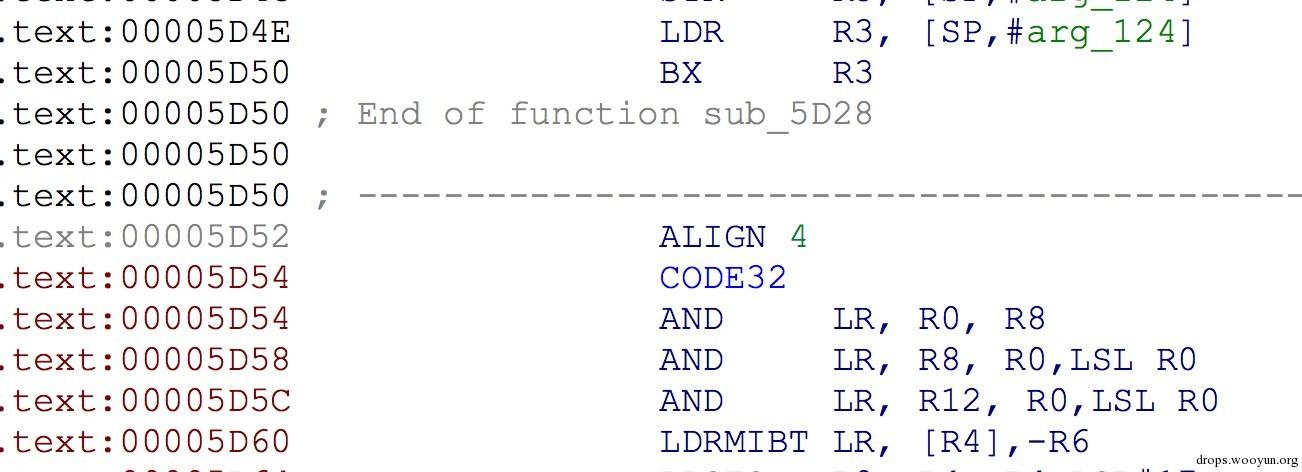 .text:00005D4E LDR R3, [SP,#arg_124]
.text:00005D50 BX R3
.text:00005D50 ; End of function sub_5D28
.text:00005D50
.text:00005D50 ; --------------------------------------------
.text:00005D52 ALIGN 4
.text:00005D54 CODE32
.text:00005D54 AND LR, R0, R8
.text:00005D58 AND LR, R8, R0,LSL R0
.text:00005D5C AND LR, R12, R0,LSL R0
.text:00005D60 LDRMIBT LR, [R4],-R6
drops.wooyun.org